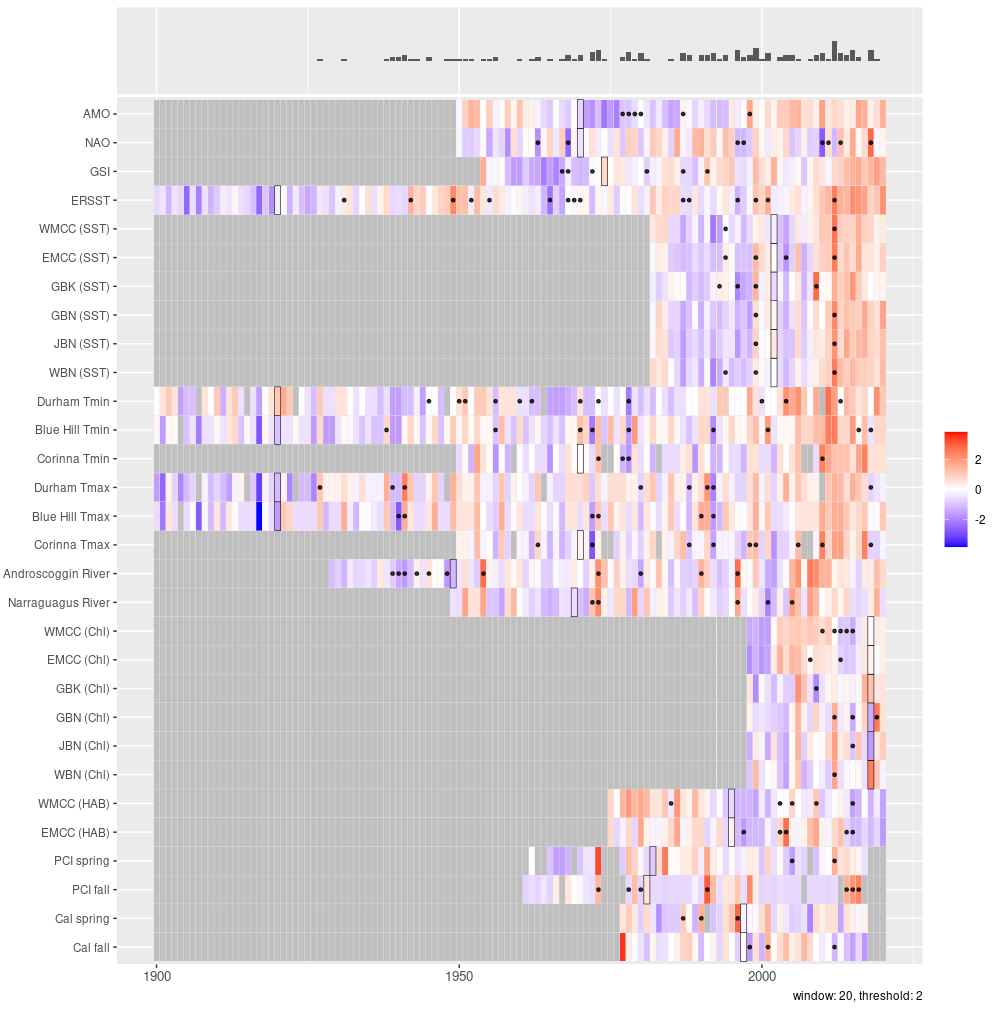 AMO
NAO
GSI
ERSST
WMCC (SST)
EMCC (SST)
GBK (SST)
GBN (SST)
JBN (SST)
WBN (SST)
Durham Tmin
Blue Hill Tmin
Corinna Tmin
Durham Tmax
Blue Hill Tmax
Corinna Tmax
Androscoggin River
Narraguagus River
WMCC (Chl)
EMCC (Chl)
GBK (Chl)
GBN (Chl)
JBN (Chl)
WBN (Chl)
WMCC (HAB)
EMCC (HAB)
PCI spring
PCI fall
Cal spring
Cal fall
1900
1950
2000
2
0
-2
window: 20, threshold: 2